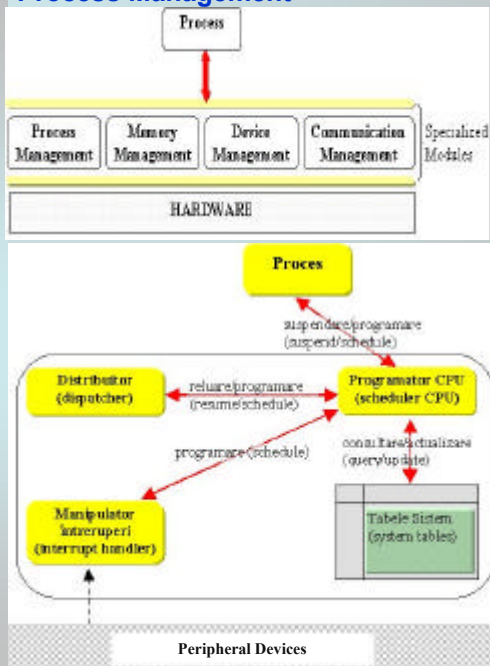 Process Management
Process
Process
Management
Memory
Management
Device
Management
Communication
Management
Specialized
Modules
HARDWARE
Proces
suspendare/programare
(suspend/schedule)
Distribuitor
(dispatcher)
reluare/programare
(resume/schedule)
Programator CPU
(scheduler CPU)
programare (schedule)
consultare/actualizare
(query/update)
Manipulator
intreruperi
(interrupt handler)
Tabele Sistem
(system tables)
Peripheral Devices